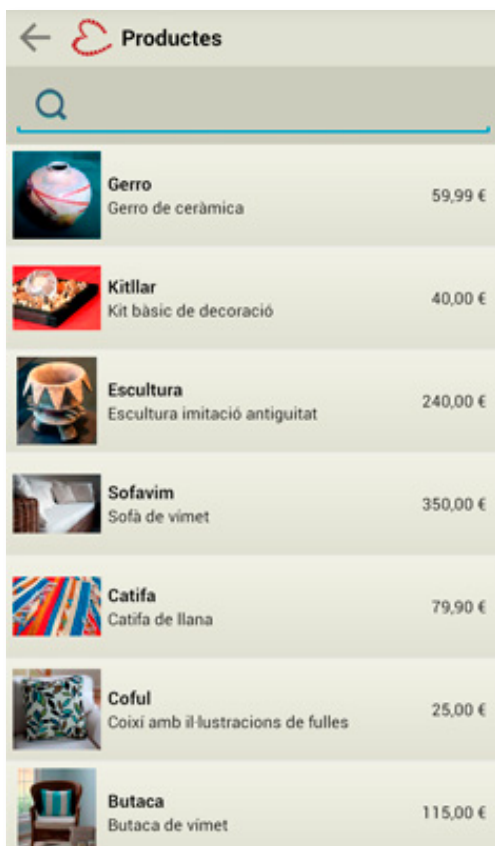 Productes
Gerro
Gerro de ceràmica
59,99 €
Kitllar
Kit bàsic de decoració
40,00 €
Escultura
Escultura imitació antiguitat
240,00 €
Sofavim
Sofà de vimet
350,00 €
Catifa
Catifa de llana
79,90 €
Coful
Coixí amb il·lustracions de fulles
25,00 €
Butaca
Butaca de vímet
115,00 €